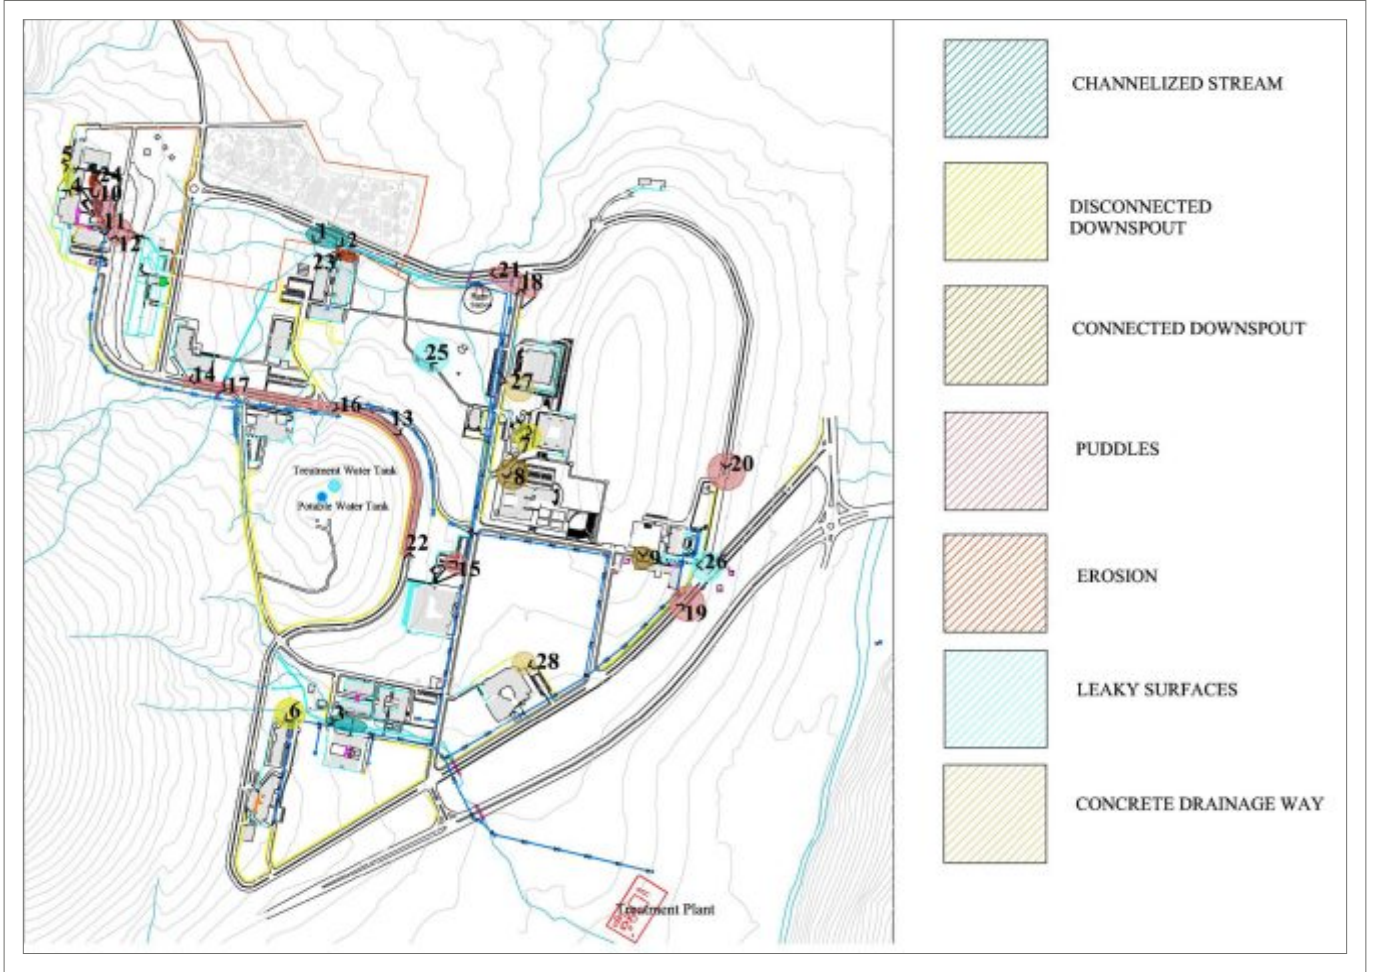 CHANNELIZED STREAM
DISCONNECTED
DOWNSPOUT
CONNECTED DOWNSPOUT
PUDDLES
EROSION
LEAKY SURFACES
CONCRETE DRAINAGE WAY
5
24
4
10
11
12
1
2
23
21
18
25
14
17
27
16
13
7
8
20
Treatment Water Tank
Potable Water Tank
22
15
9
26
19
28
6
3
Treatment Plant